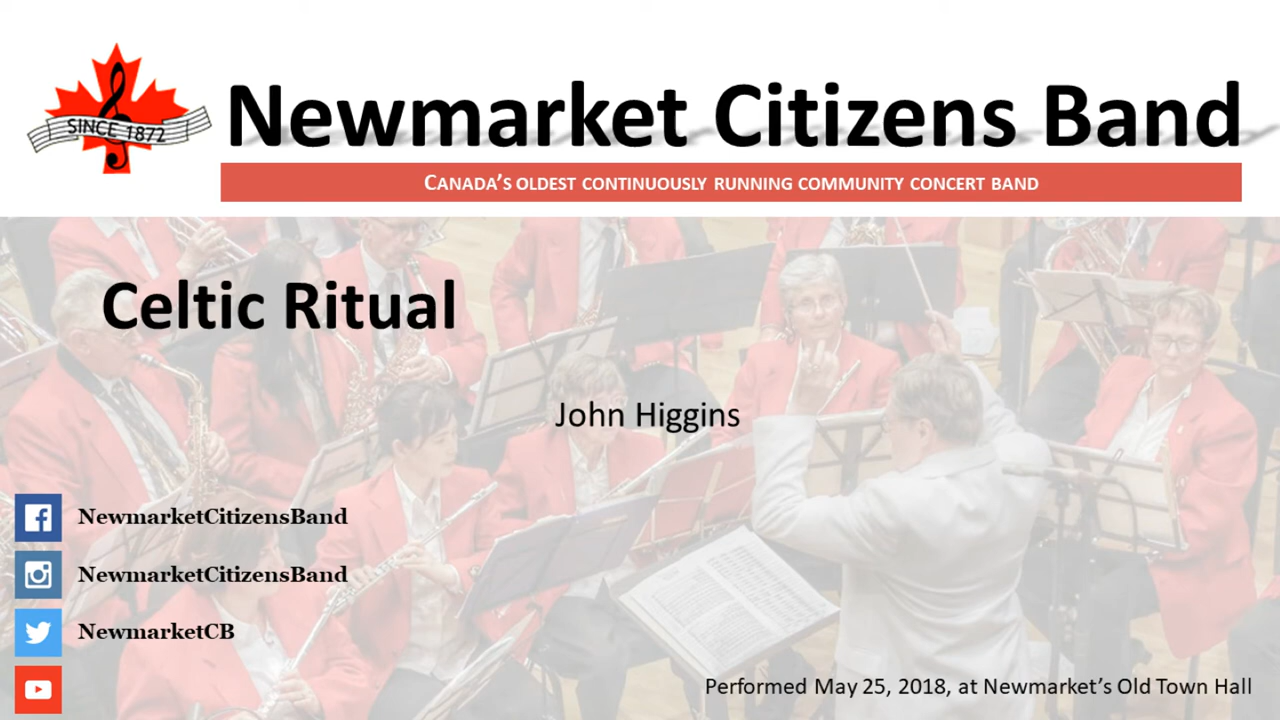 SINCE 1872
Newmarket Citizens Band
CANADA'S OLDEST CONTINUOUSLY RUNNING COMMUNITY CONCERT BAND
Celtic Ritual
John Higgins
NewmarketCitizensBand
NewmarketCitizensBand
NewmarketCB
Performed May 25, 2018, at Newmarket's Old Town Hall